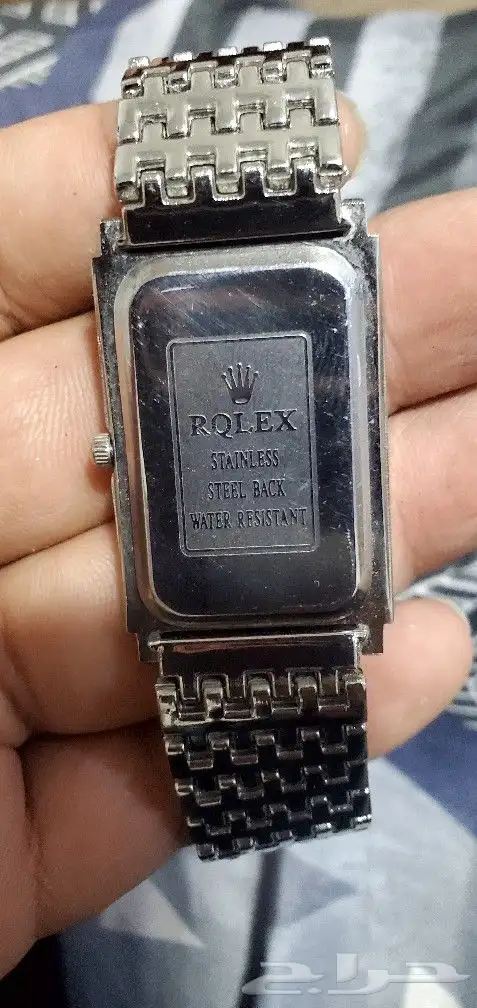 RQLEX
STAINLESS
STEEL BACK
WATER RESISTANT
حراج